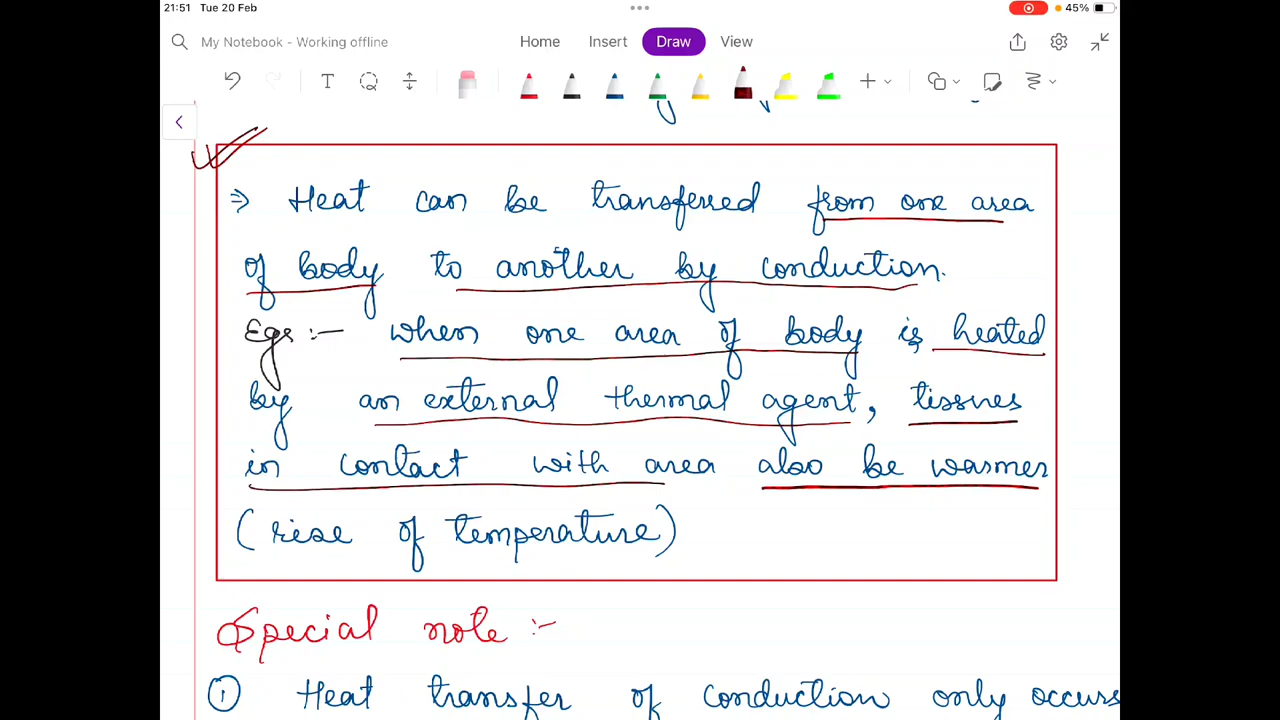 21:51 Tue 20 Feb
45%
My Notebook - Working offline
Home Insert Draw View
⇒ Heat can be transferred from one area
of body to another by conduction.
Egs :- when one area of body is heated
by an external thermal agent, tissues
in contact with area also be warmer
(rise of temperature)
Special note :-
① Heat transfer of conduction only occurs